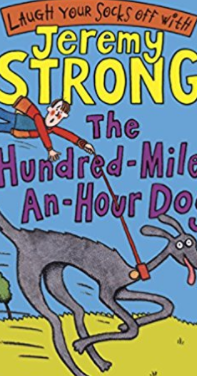 LAUGH YOUR SOCKS OFF WITH
Jeremy
STRONG
The
Hundred-Mile-
An-Hour Dog